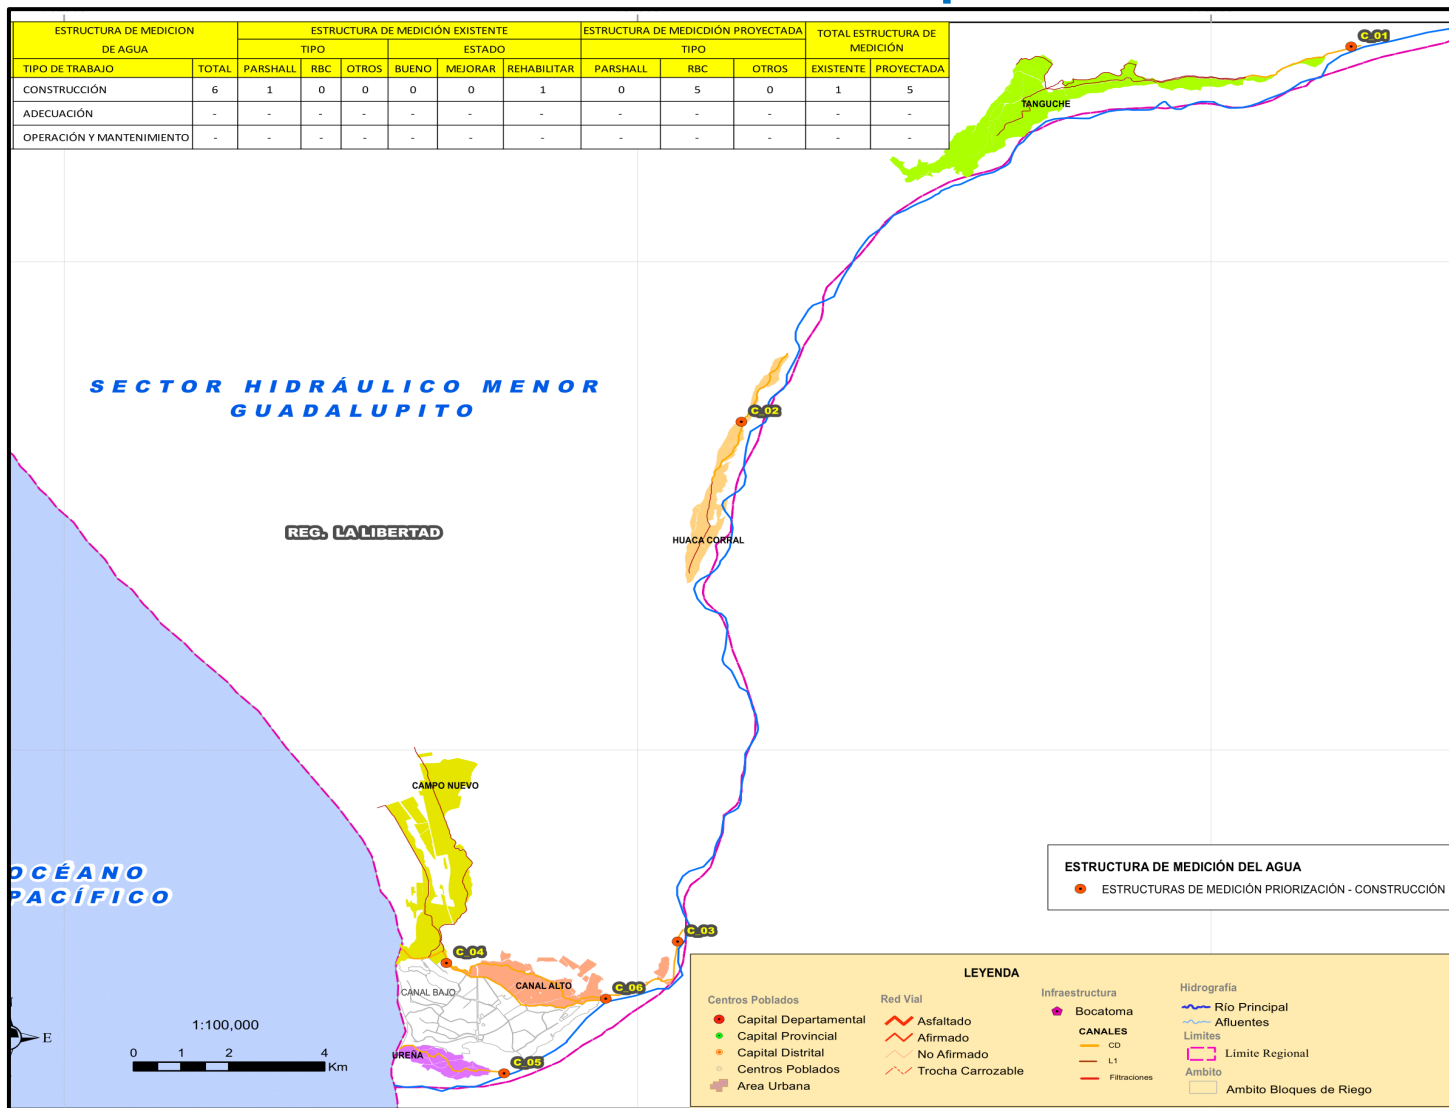 ESTRUCTURA DE MEDICION
DE AGUA
ESTRUCTURA DE MEDICIÓN EXISTENTE
ESTRUCTURA DE MEDICDIÓN PROYECTADA
TOTAL ESTRUCTURA DE
MEDICIÓN
TIPO
ESTADO
TIPO
TIPO DE TRABAJO TOTAL PARSHALL RBC OTROS BUENO MEJORAR REHABILITAR PARSHALL RBC OTROS EXISTENTE PROYECTADA
CONSTRUCCIÓN 6 1 0 0 0 0 1 0 5 0 1 5
ADECUACIÓN - - - - - - - - - - - -
OPERACIÓN Y MANTENIMIENTO - - - - - - - - - - - -
C_01
TANGUCHE
SECTOR HIDRÁULICO MENOR
GUADALUPITO
C_02
REG. LA LIBERTAD
HUACA CORRAL
CAMPO NUEVO
OCÉANO
PACÍFICO
C_03
C_04
CANAL ALTO
CANAL BAJO
C_06
UREÑA
C_05
E
1:100,000
0 1 2 4
Km
ESTRUCTURA DE MEDICIÓN DEL AGUA
ESTRUCTURAS DE MEDICIÓN PRIORIZACIÓN - CONSTRUCCIÓN
LEYENDA
Centros Poblados
Capital Departamental
Capital Provincial
Capital Distrital
Centros Poblados
Area Urbana
Red Vial
Asfaltado
Afirmado
No Afirmado
Trocha Carrozable
Infraestructura
Bocatoma
CANALES
CD
L1
Filtraciones
Hidrografía
Río Principal
Afluentes
Limites
Limite Regional
Ambito
Ambito Bloques de Riego